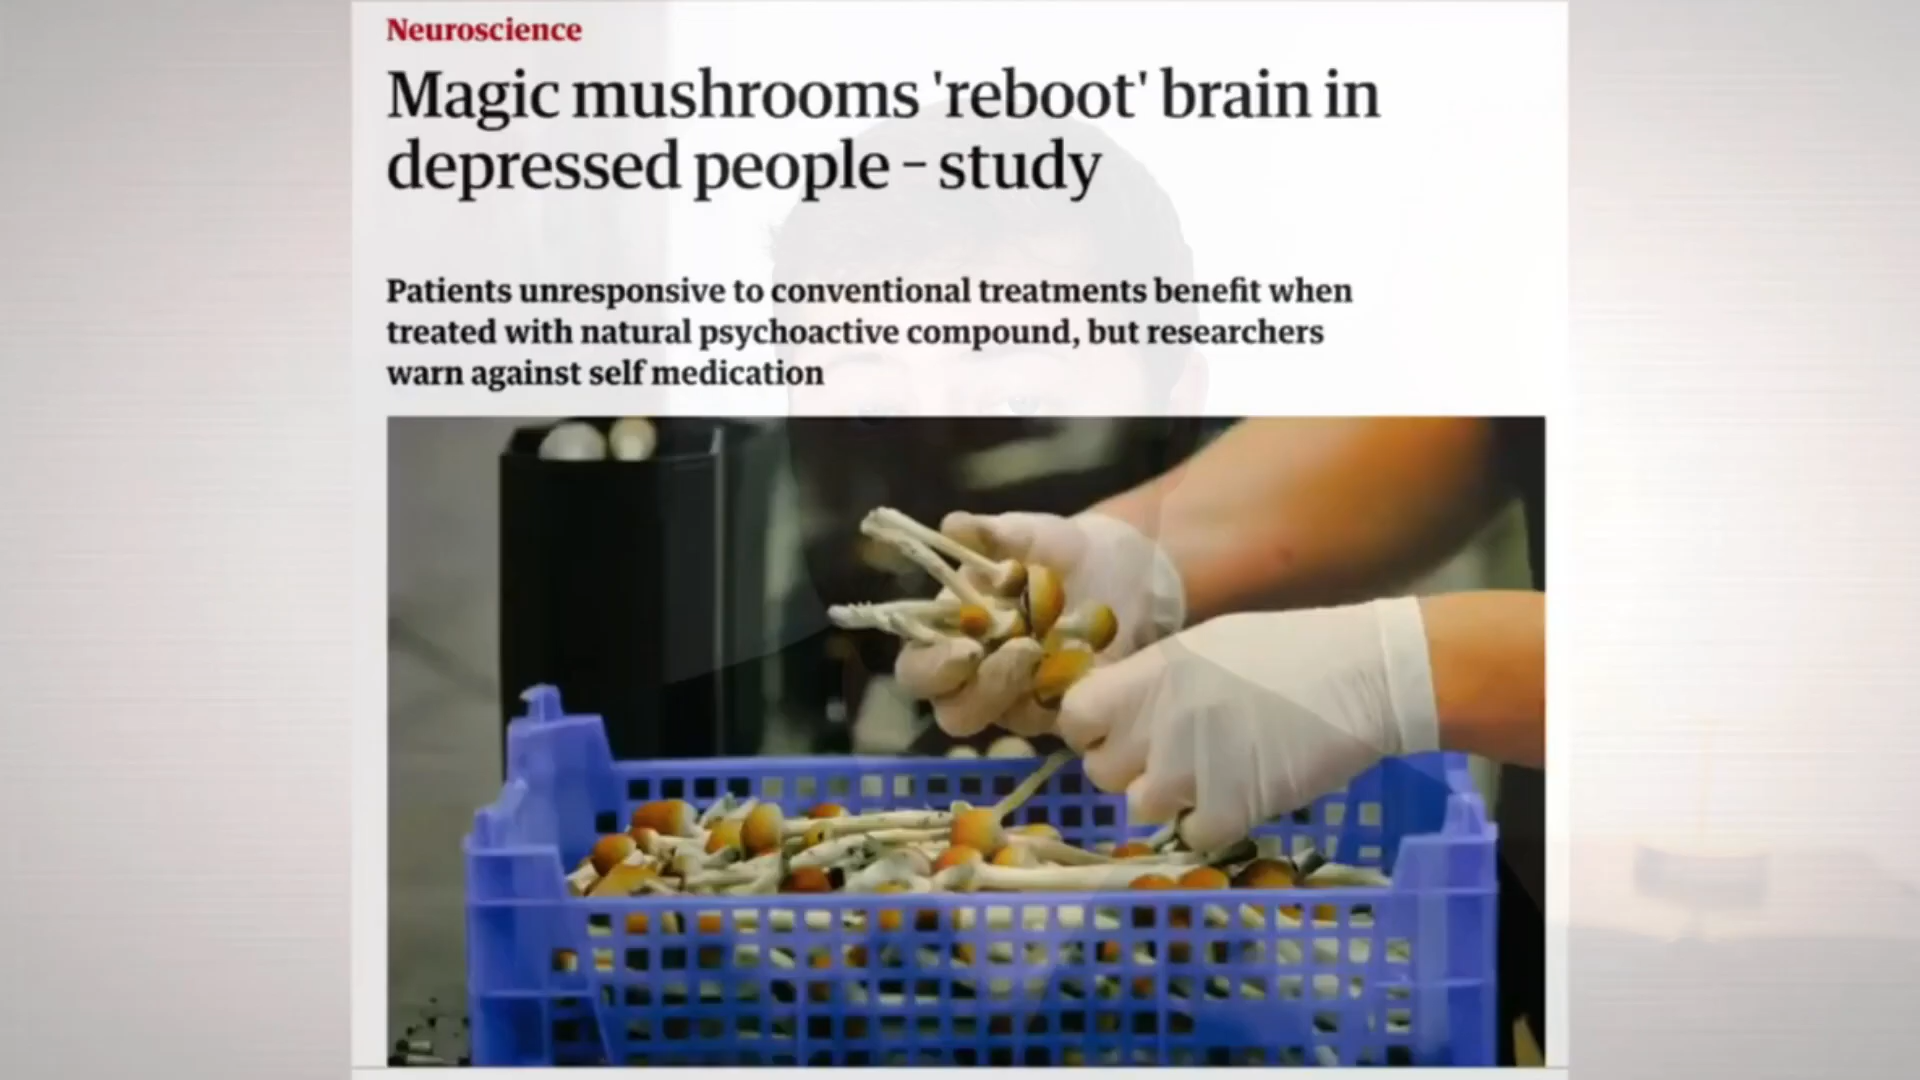 Neuroscience
Magic mushrooms 'reboot' brain in
depressed people – study
Patients unresponsive to conventional treatments benefit when
treated with natural psychoactive compound, but researchers
warn against self medication